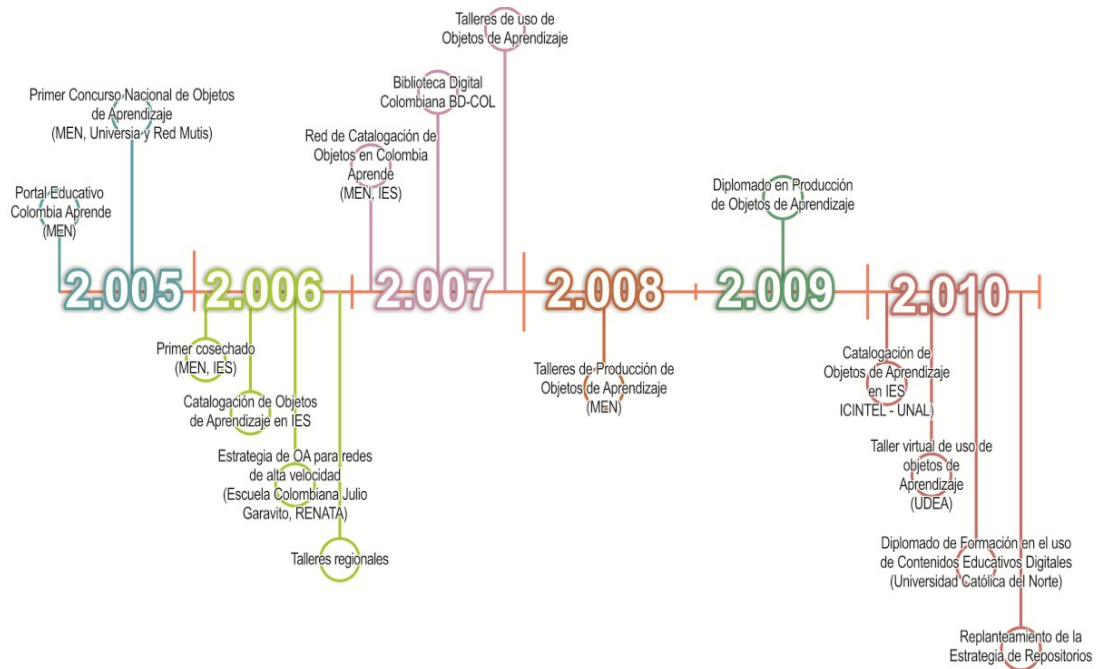 Talleres de uso de
Objetos de Aprendizaje
Biblioteca Digital
Colombiana BD-COL
Primer Concurso Nacional de Objetos
de Aprendizaje
(MEN, Universia y Red Mutis)
Red de Catalogación de
Objetos en Colombia
Aprende
(MEN, IES)
Portal Educativo
Colombia Aprende
(MEN)
Diplomado en Producción
de Objetos de Aprendizaje
2.005
2.006
2.007
2.008
2.009
2.010
Primer cosechado
(MEN, IES)
Catalogación de Objetos
de Aprendizaje en IES
Estrategia de OA para redes
de alta velocidad
(Escuela Colombiana Julio
Garavito, RENATA)
Talleres regionales
Talleres de Producción de
Objetos de Aprendizaje
(MEN)
Catalogación de
Objetos de Aprendizaje
en IES
ICINTEL - UNAL)
Taller virtual de uso de
objetos de
Aprendizaje
(UDEA)
Diplomado de Formación en el uso
de Contenidos Educativos Digitales
(Universidad Católica del Norte)
Replanteamiento de la
Estrategia de Repositorios